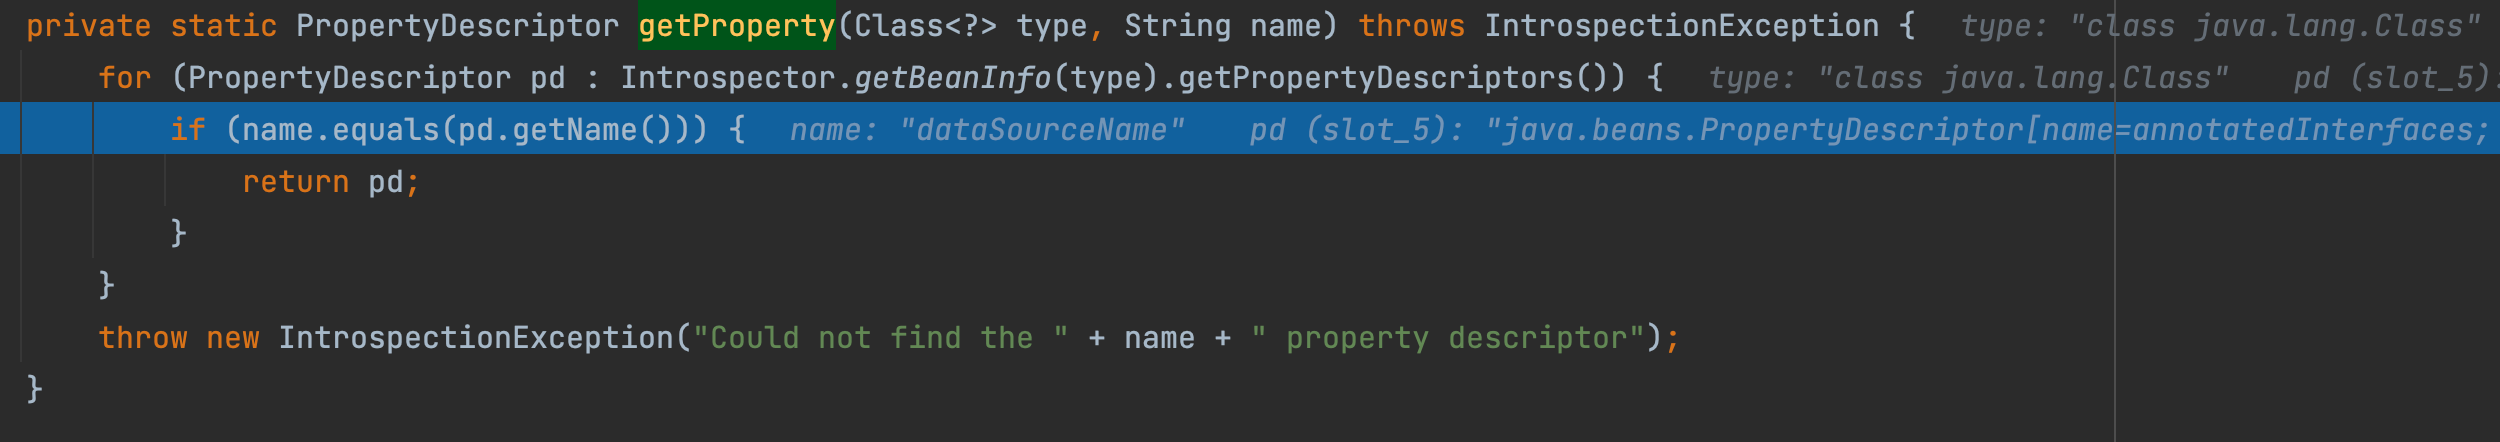 private static PropertyDescriptor getProperty(Class<?> type, String name) throws IntrospectionException {   type: "class java.lang.Class"
for (PropertyDescriptor pd : Introspector.getBeanInfo(type).getPropertyDescriptors()) {   type: "class java.lang.Class"   pd (slot_5):
if (name.equals(pd.getName())) {   name: "dataSourceName"   pd (slot_5): "java.beans.PropertyDescriptor[name=annotatedInterfaces;
return pd;
}
}
throw new IntrospectionException("Could not find the " + name + " property descriptor");
}